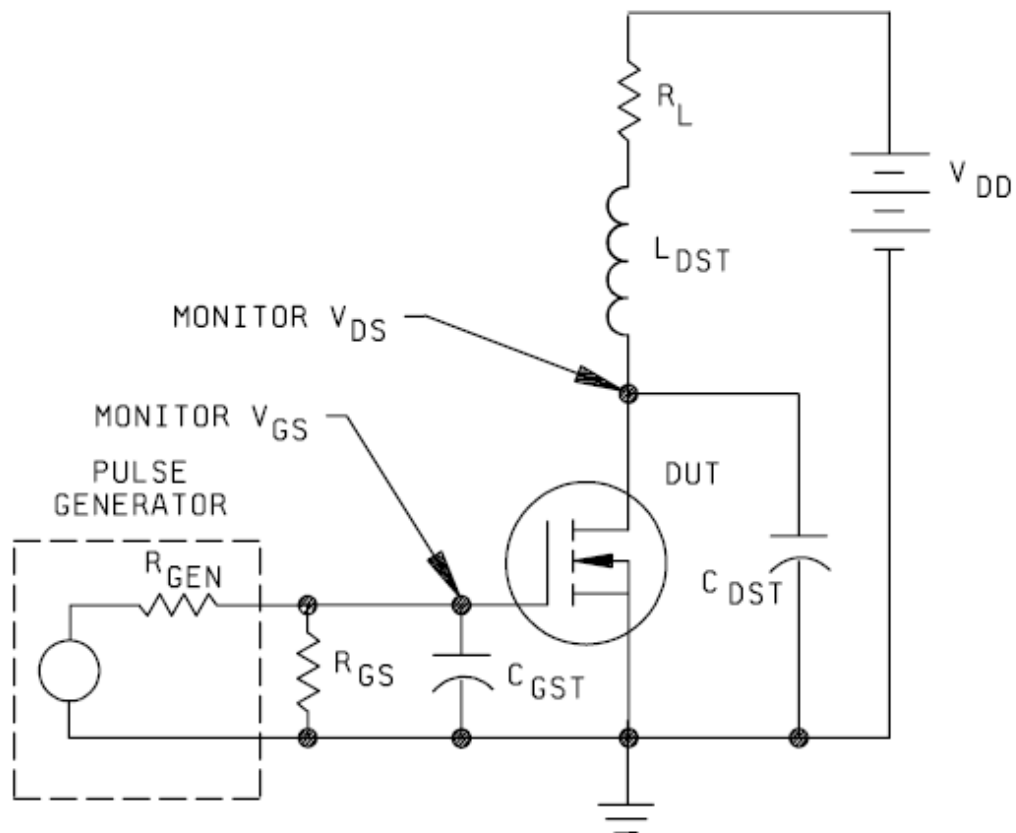 R_L
V_DD
L_DST
MONITOR V_DS
MONITOR V_GS
PULSE
GENERATOR
DUT
R_GEN
C_DST
R_GS
C_GST